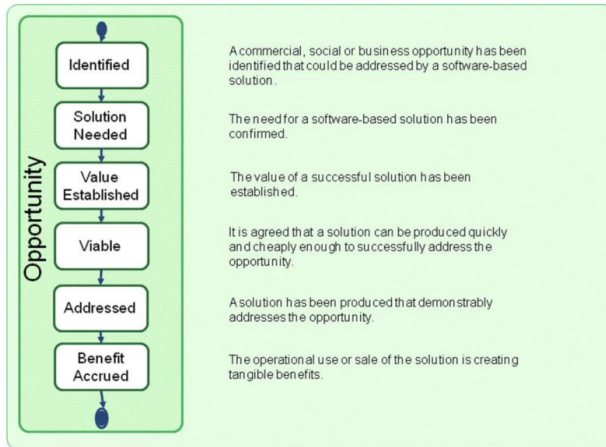 Opportunity
Identified
A commercial, social or business opportunity has been
identified that could be addressed by a software-based
solution.
Solution
Needed
The need for a software-based solution has been
confirmed.
Value
Established
The value of a successful solution has been
established.
Viable
It is agreed that a solution can be produced quickly
and cheaply enough to successfully address the
opportunity.
Addressed
A solution has been produced that demonstrably
addresses the opportunity.
Benefit
Accrued
The operational use or sale of the solution is creating
tangible benefits.